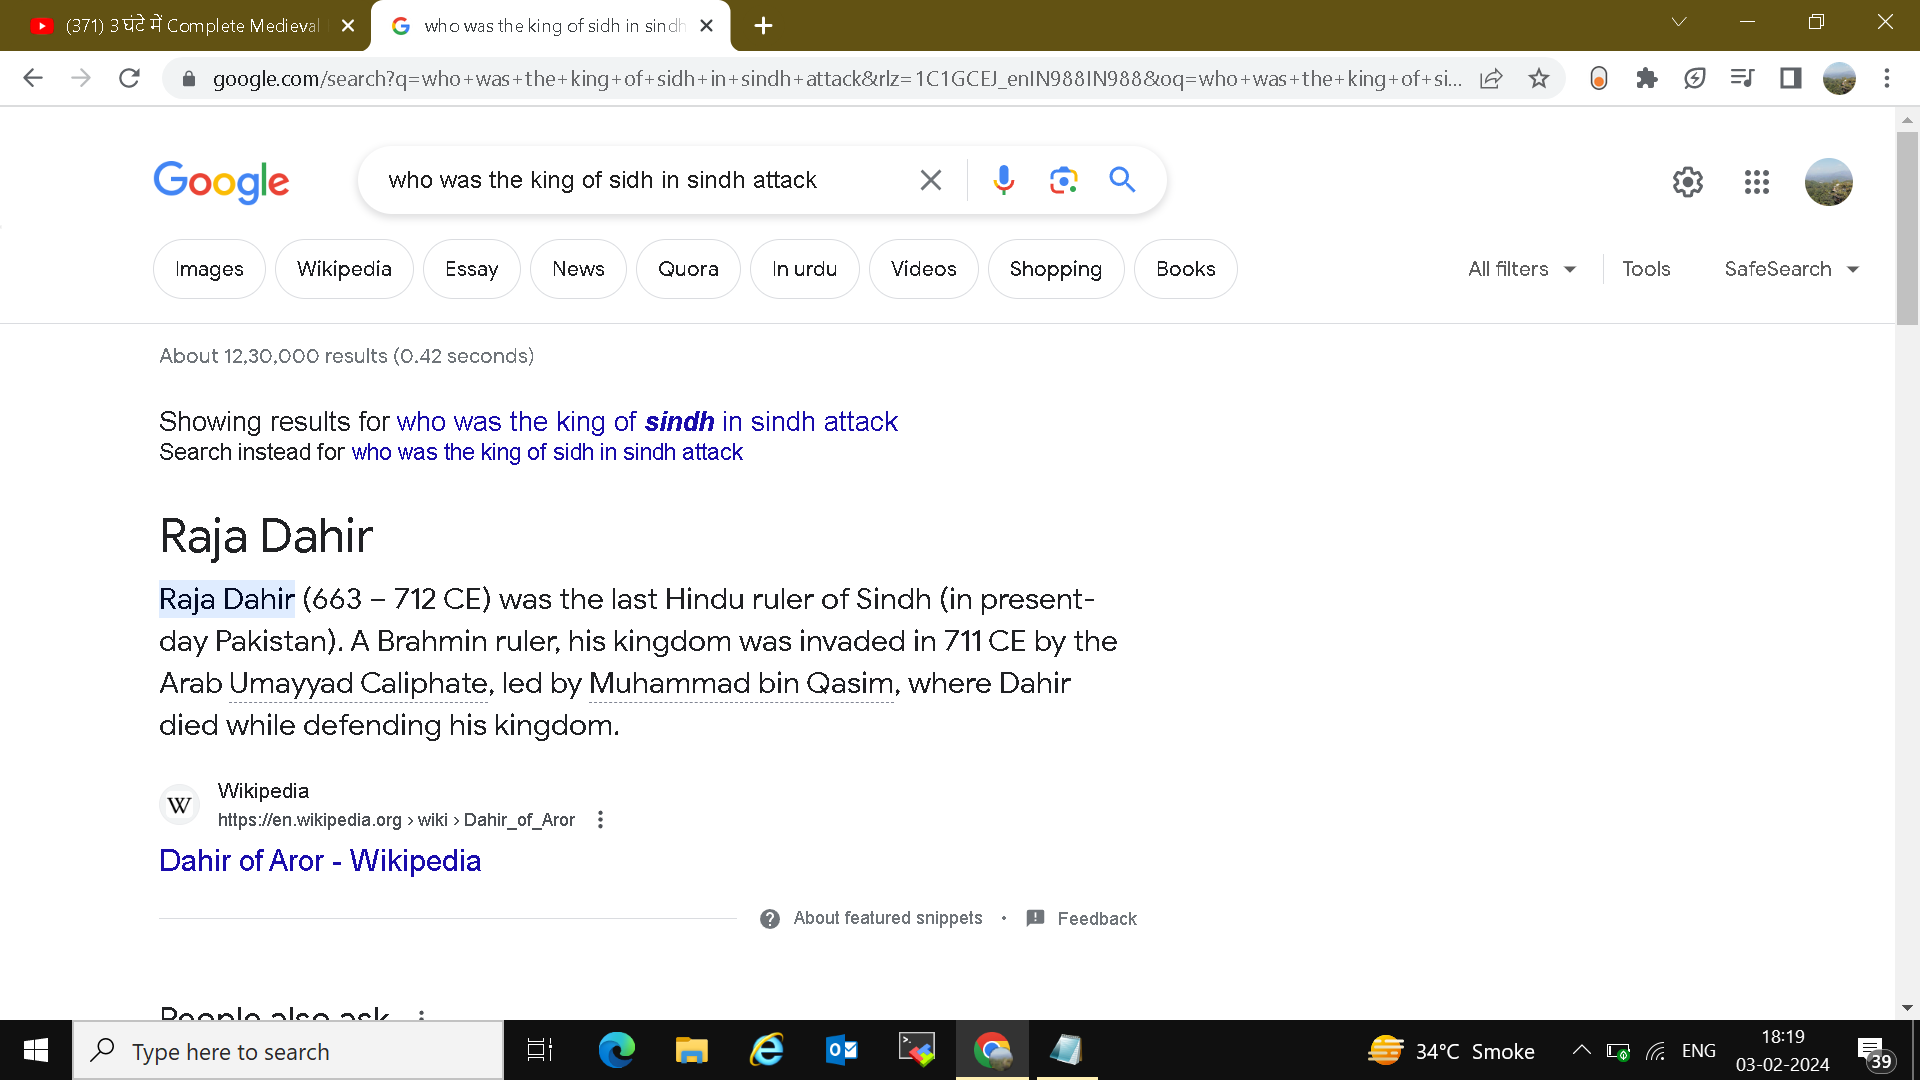 (371) 3 घंटे में Complete Medieval
who was the king of sidh in sindh
google.com/search?q=who+was+the+king+of+sidh+in+sindh+attack&rlz=1C1GCEJ_enIN988IN988&oq=who+was+the+king+of+si...
Google
who was the king of sidh in sindh attack
Images Wikipedia Essay News Quora In urdu Videos Shopping Books All filters Tools SafeSearch
About 12,30,000 results (0.42 seconds)
Showing results for who was the king of sindh in sindh attack
Search instead for who was the king of sidh in sindh attack
Raja Dahir
Raja Dahir (663 – 712 CE) was the last Hindu ruler of Sindh (in present-
day Pakistan). A Brahmin ruler, his kingdom was invaded in 711 CE by the
Arab Umayyad Caliphate, led by Muhammad bin Qasim, where Dahir
died while defending his kingdom.
W
Wikipedia
https://en.wikipedia.org › wiki › Dahir_of_Aror
Dahir of Aror - Wikipedia
About featured snippets • Feedback
People also ask
Type here to search
34°C Smoke
ENG
18:19
03-02-2024
39